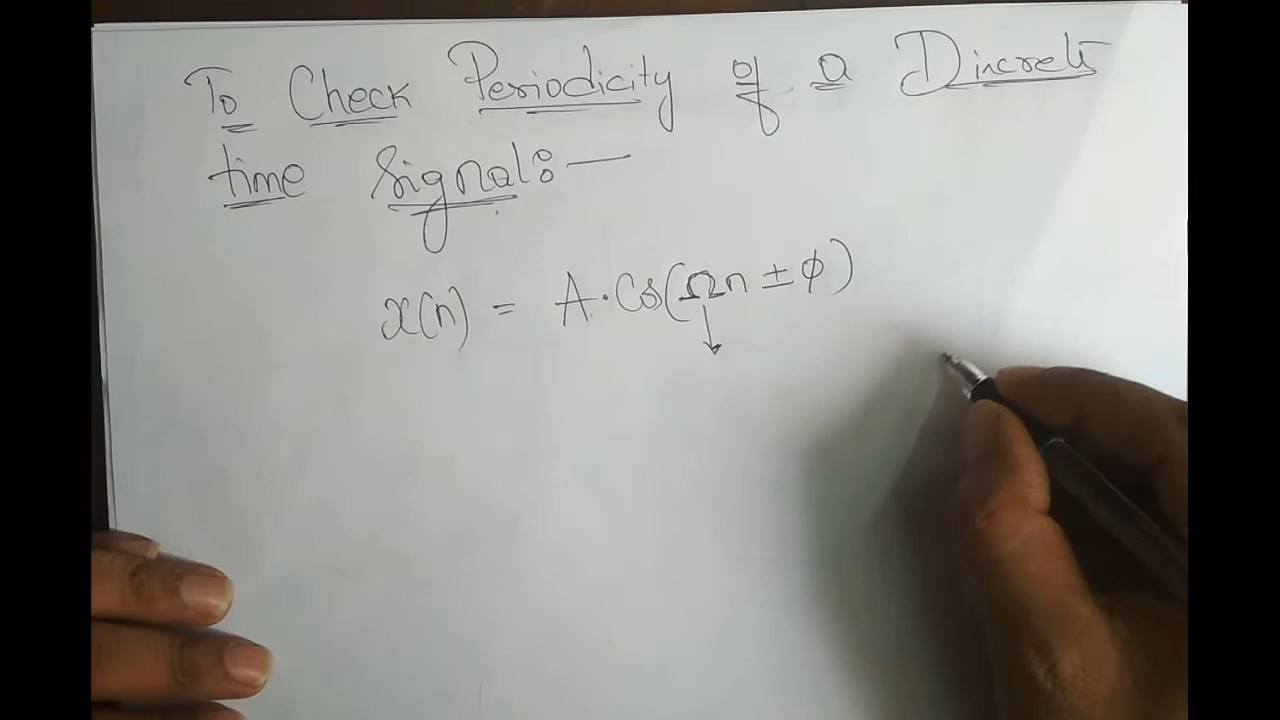 To Check Periodicity of a Discrete
time Signal:-
x(n) = A.Cos(Ωn ± ϕ)